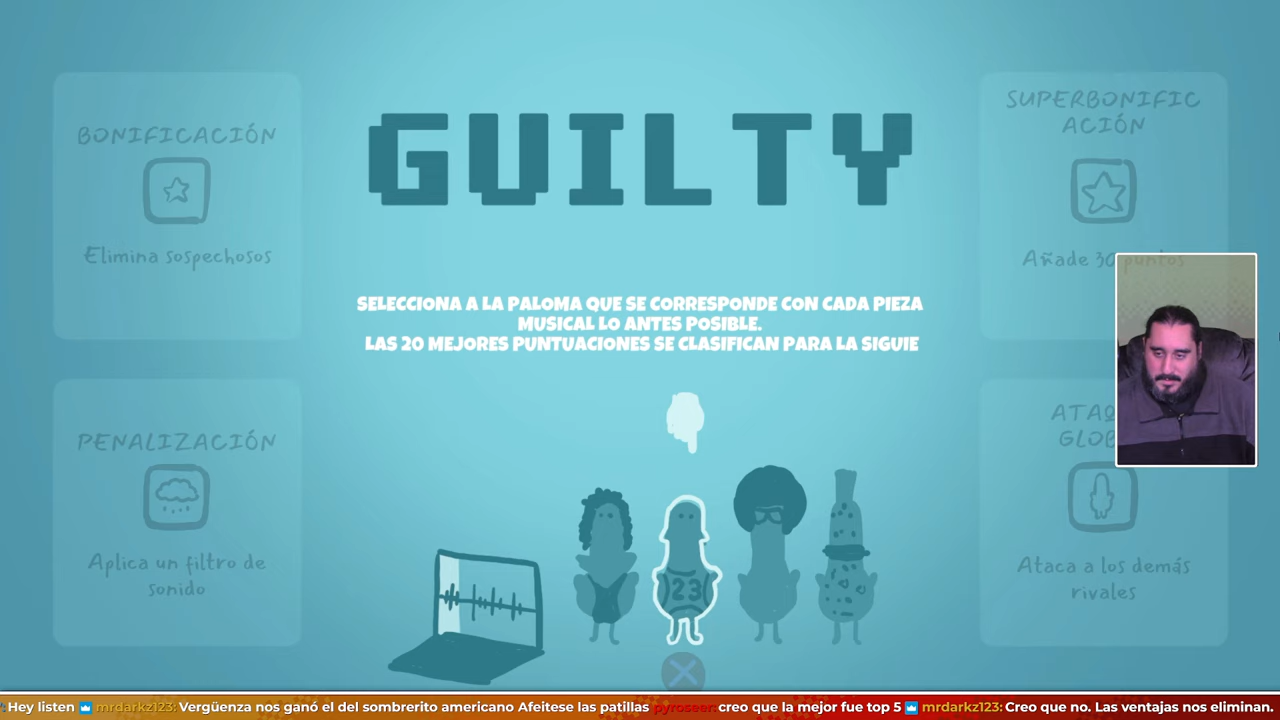 GUILTY
BONIFICACIÓN
Elimina sospechosos
SUPERBONIFIC
ACIÓN
Añade 30 puntos
SELECCIONA A LA PALOMA QUE SE CORRESPONDE CON CADA PIEZA
MUSICAL LO ANTES POSIBLE.
LAS 20 MEJORES PUNTUACIONES SE CLASIFICAN PARA LA SIGUIE
PENALIZACIÓN
Aplica un filtro de
sonido
23
Ataca a los demás
rivales
Hey listen mrdarkz123: Vergüenza nos ganó el del sombrerito americano Afeitese las patillas pyroseer: creo que la mejor fue top 5 mrdarkz123: Creo que no. Las ventajas nos eliminan.